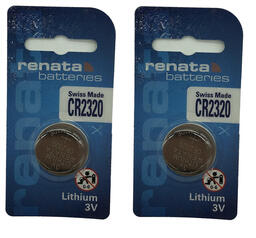 renata
batteries
Swiss Made
CR2320
Lithium
3V
renata
batteries
Swiss Made
CR2320
Lithium
3V